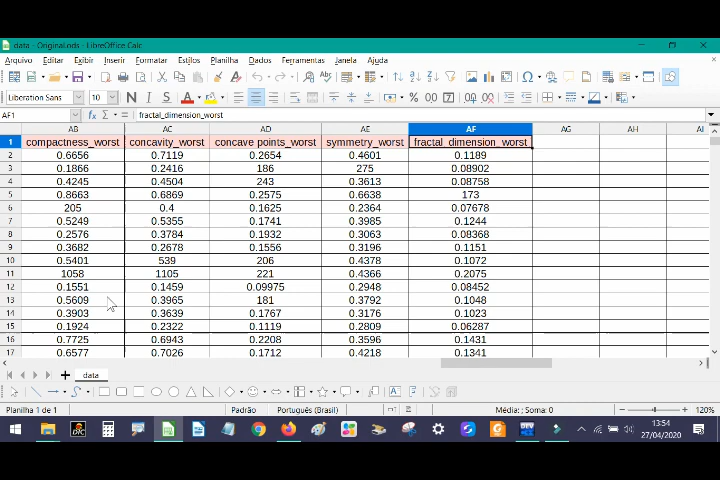 data - Original.ods - LibreOffice Calc
Arquivo Editar Exibir Inserir Formatar Estilos Planilha Dados Ferramentas Janela Ajuda
Liberation Sans 10 N I S A % 00
AF1 fx Σ = fractal_dimension_worst
AB AC AD AE AF AG AH AI
1 compactness_worst concavity_worst concave points_worst symmetry_worst fractal_dimension_worst
2 0.6656 0.7119 0.2654 0.4601 0.1189
3 0.1866 0.2416 186 275 0.08902
4 0.4245 0.4504 243 0.3613 0.08758
5 0.8663 0.6869 0.2575 0.6638 173
6 205 0.4 0.1625 0.2364 0.07678
7 0.5249 0.5355 0.1741 0.3985 0.1244
8 0.2576 0.3784 0.1932 0.3063 0.08368
9 0.3682 0.2678 0.1556 0.3196 0.1151
10 0.5401 539 206 0.4378 0.1072
11 1058 1105 221 0.4366 0.2075
12 0.1551 0.1459 0.09975 0.2948 0.08452
13 0.5609 0.3965 181 0.3792 0.1048
14 0.3903 0.3639 0.1767 0.3176 0.1023
15 0.1924 0.2322 0.1119 0.2809 0.06287
16 0.7725 0.6943 0.2208 0.3596 0.1431
17 0.6577 0.7026 0.1712 0.4218 0.1341
data
Planilha 1 de 1 Padrão Português (Brasil) Média: ; Soma: 0 120%
13:54
27/04/2020